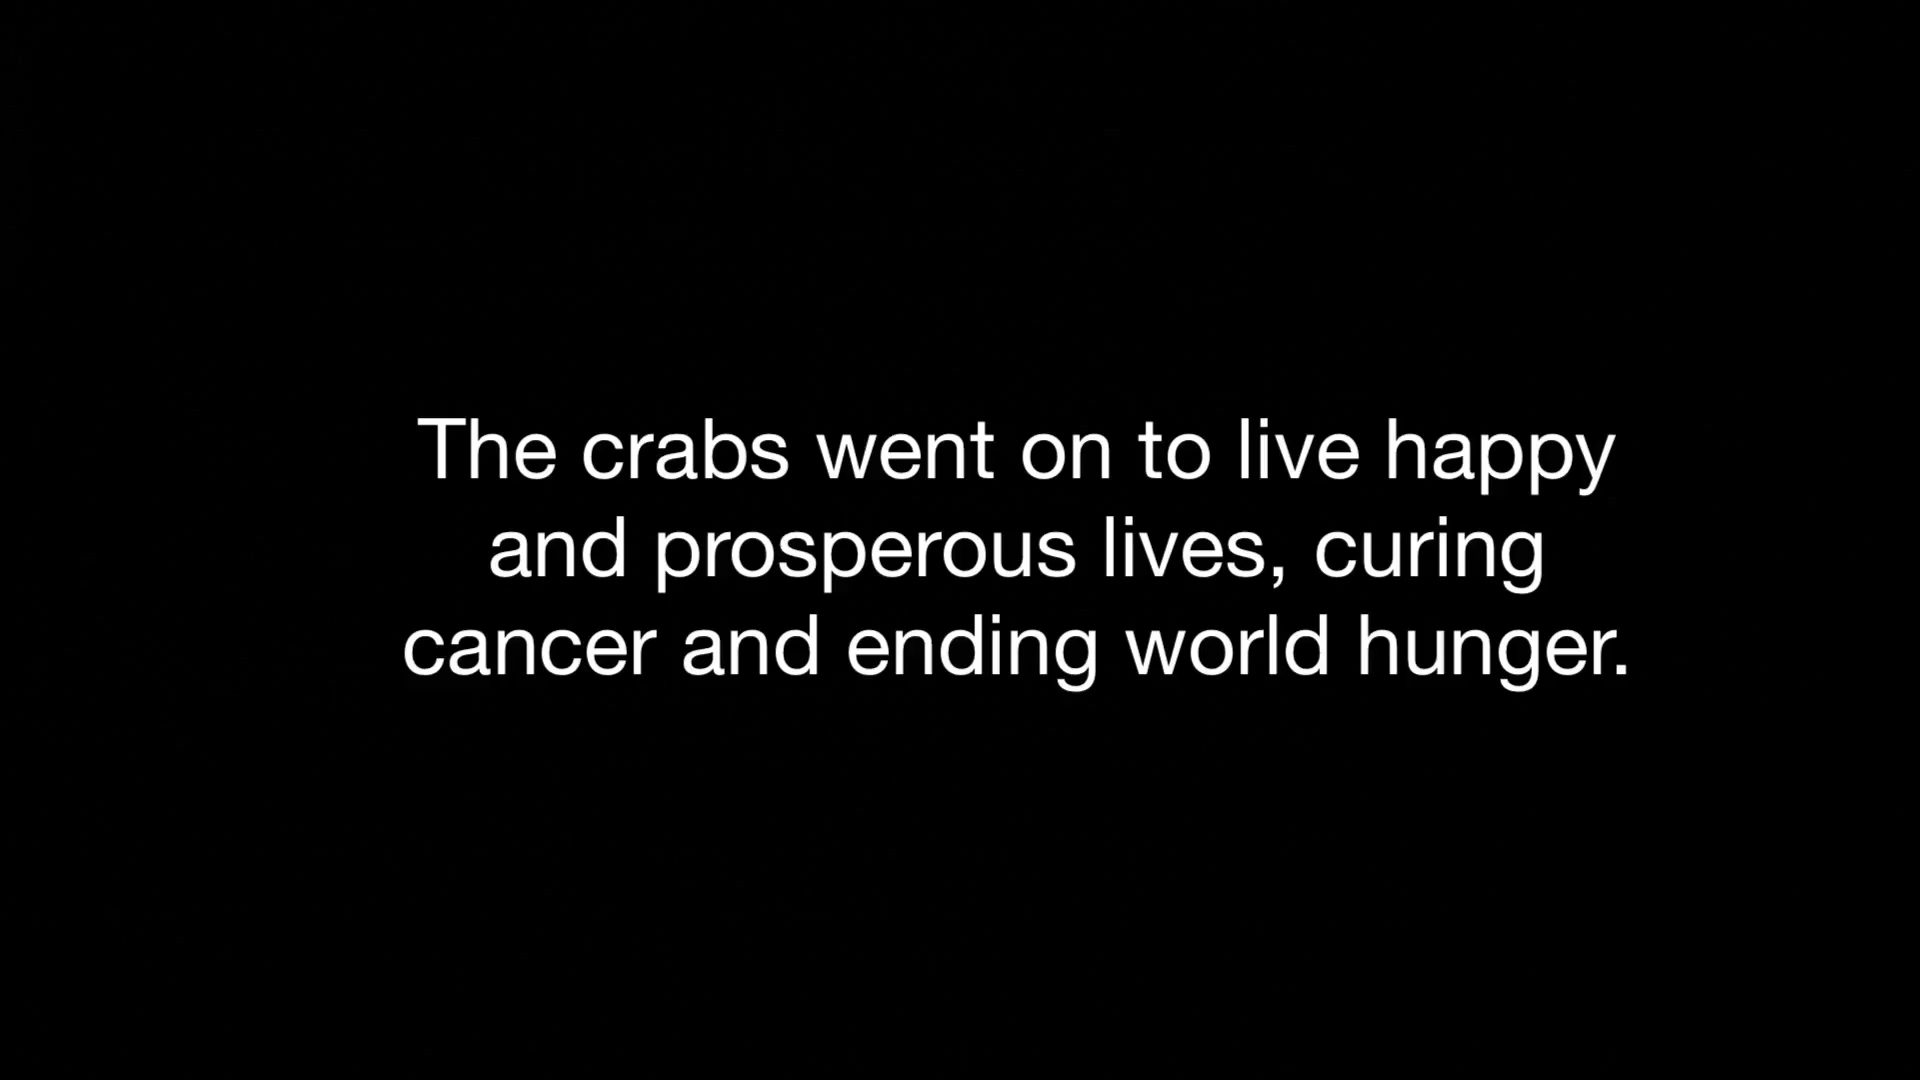 The crabs went on to live happy
and prosperous lives, curing
cancer and ending world hunger.